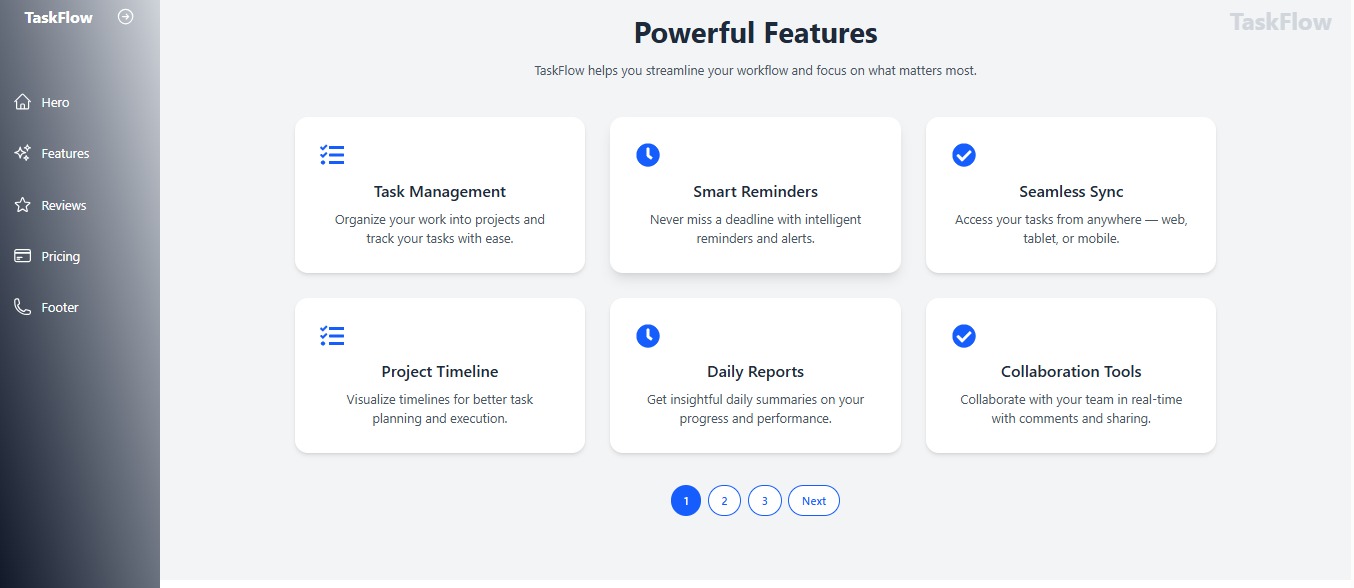 TaskFlow
Hero
Features
Reviews
Pricing
Footer
TaskFlow
Powerful Features
TaskFlow helps you streamline your workflow and focus on what matters most.
Task Management
Organize your work into projects and
track your tasks with ease.
Smart Reminders
Never miss a deadline with intelligent
reminders and alerts.
Seamless Sync
Access your tasks from anywhere — web,
tablet, or mobile.
Project Timeline
Visualize timelines for better task
planning and execution.
Daily Reports
Get insightful daily summaries on your
progress and performance.
Collaboration Tools
Collaborate with your team in real-time
with comments and sharing.
1 2 3 Next